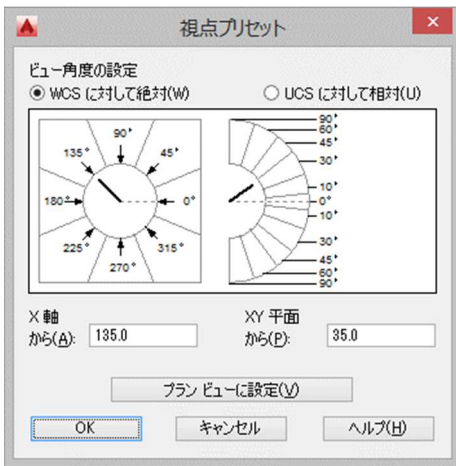 視点プリセット
ビュー角度の設定
WCS に対して絶対(W)
UCS に対して相対(U)
90°
135°
45°
180°
0°
225°
315°
270°
90°
60°
45°
30°
10°
0°
-10°
-30°
45°
60°
90°
X 軸
から(A):
135.0
XY 平面
から(P):
35.0
プラン ビューに設定(V)
OK
キャンセル
ヘルプ(H)